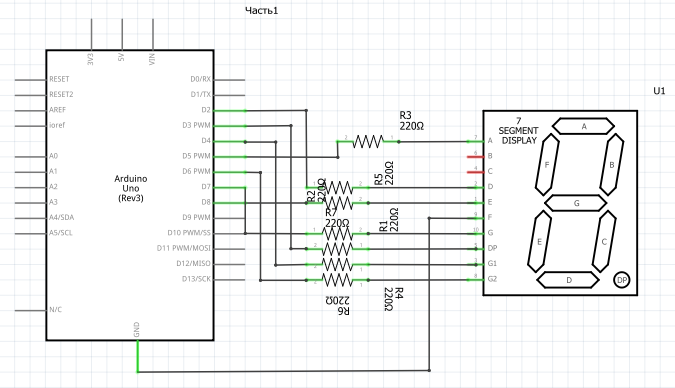 Часть1
3V3
5V
VIN
RESET
RESET2
AREF
ioref
A0
A1
A2
A3
A4/SDA
A5/SCL
N/C
Arduino
Uno
(Rev3)
D0/RX
D1/TX
D2
D3 PWM
D4
D5 PWM
D6 PWM
D7
D8
D9 PWM
D10 PWM/SS
D11 PWM/MOSI
D12/MISO
D13/SCK
GND
R3
220Ω
R5
220Ω
R2
220Ω
R7
220Ω
R1
220Ω
R4
220Ω
R6
220Ω
U1
7
SEGMENT
DISPLAY
A
B
C
D
E
F
G
DP
G1
G2
A
F
B
G
E
C
D
DP